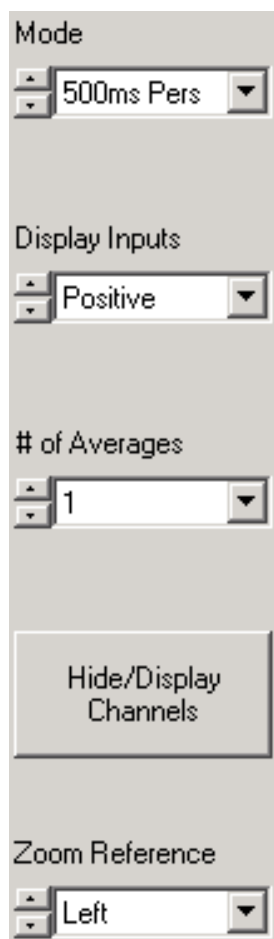 Mode
500ms Pers
Display Inputs
Positive
# of Averages
1
Hide/Display
Channels
Zoom Reference
Left